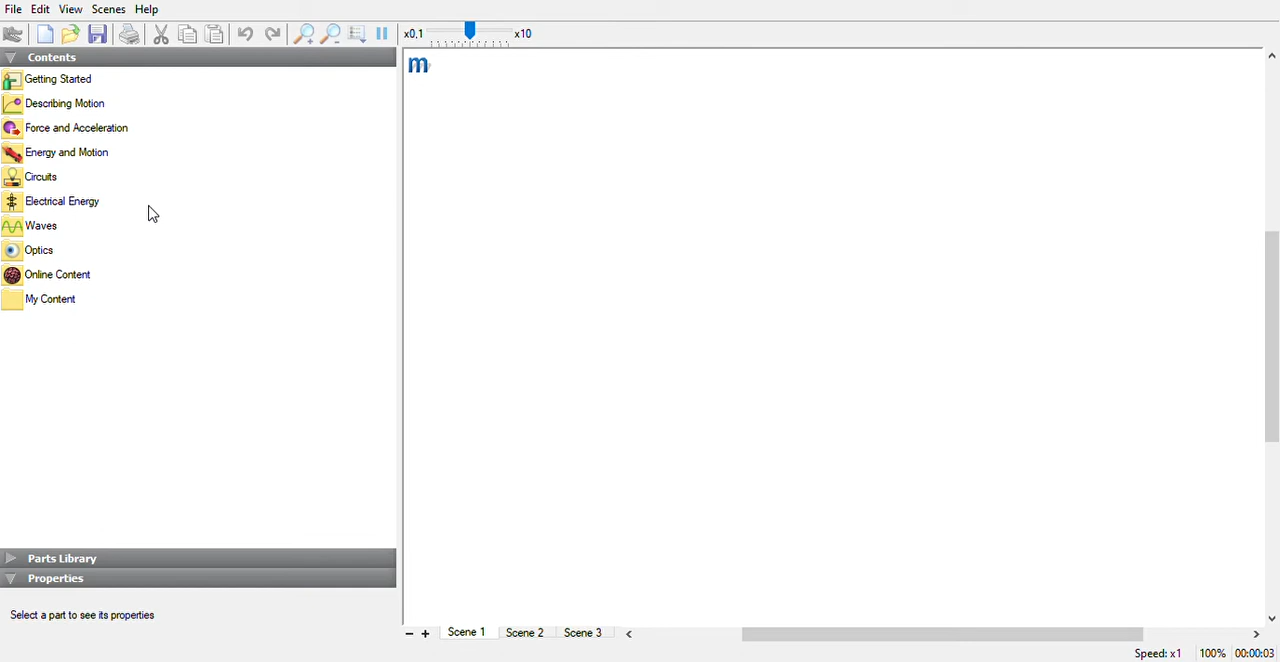 File Edit View Scenes Help
x0,1 x10
Contents
m
Getting Started
Describing Motion
Force and Acceleration
Energy and Motion
Circuits
Electrical Energy
Waves
Optics
Online Content
My Content
Parts Library
Properties
Select a part to see its properties
Scene 1 Scene 2 Scene 3
Speed: x1 100% 00:00:03